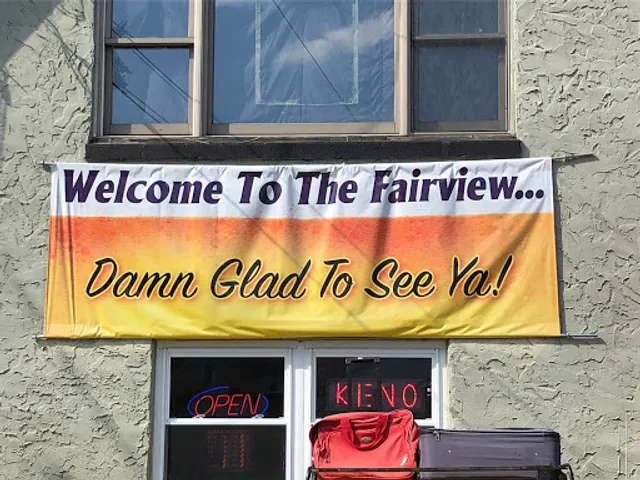 Welcome To The Fairview...
Damn Glad To See Ya!
OPEN
KENO